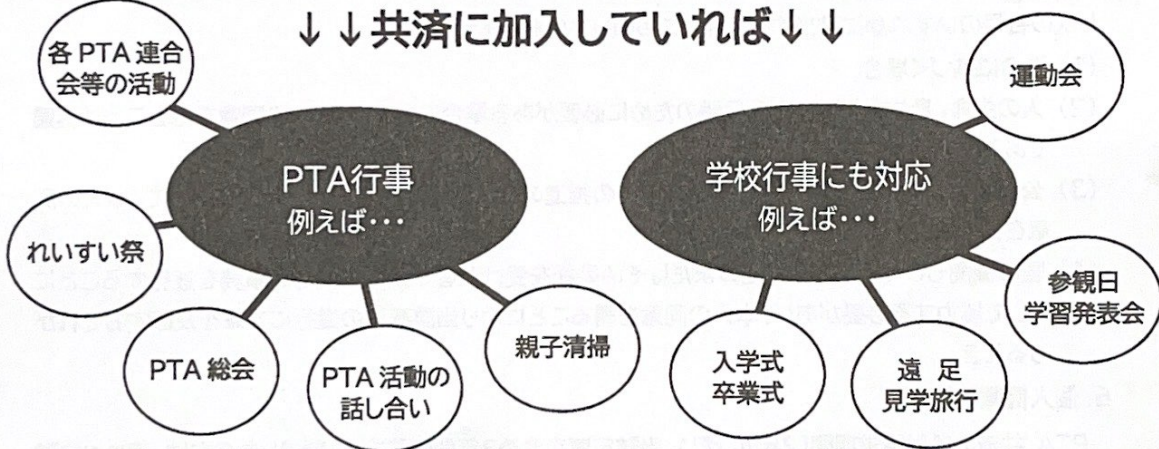 ↓↓共済に加入していれば↓↓
各PTA連合
会等の活動
PTA行事
例えば・・・
れいすい祭
PTA総会
PTA活動の
話し合い
親子清掃
運動会
学校行事にも対応
例えば・・・
参観日
学習発表会
入学式
卒業式
遠 足
見学旅行